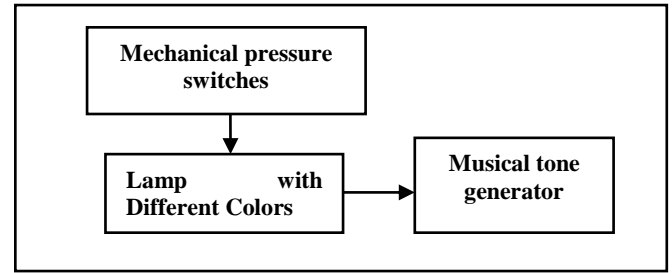 Mechanical pressure
switches
Lamp with
Different Colors
Musical tone
generator